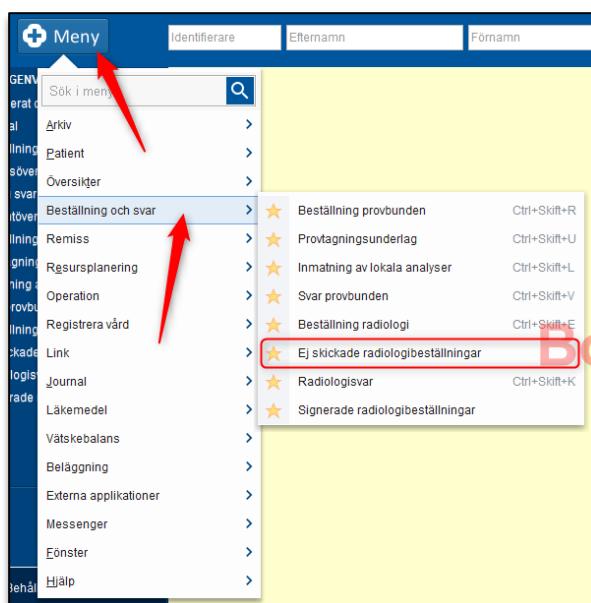 Meny
Identifierare
Efternamn
Förnamn
Sök i meny
Arkiv
Patient
Översikter
Beställning och svar
Remiss
Resursplanering
Operation
Registrera vård
Link
Journal
Läkemedel
Vätskebalans
Beläggning
Externa applikationer
Messenger
Fönster
Hjälp
Beställning provbunden Ctrl+Skift+R
Provtagningsunderlag Ctrl+Skift+U
Inmatning av lokala analyser Ctrl+Skift+L
Svar provbunden Ctrl+Skift+V
Beställning radiologi Ctrl+Skift+E
Ej skickade radiologibeställningar
Radiologisvar Ctrl+Skift+K
Signerade radiologibeställningar